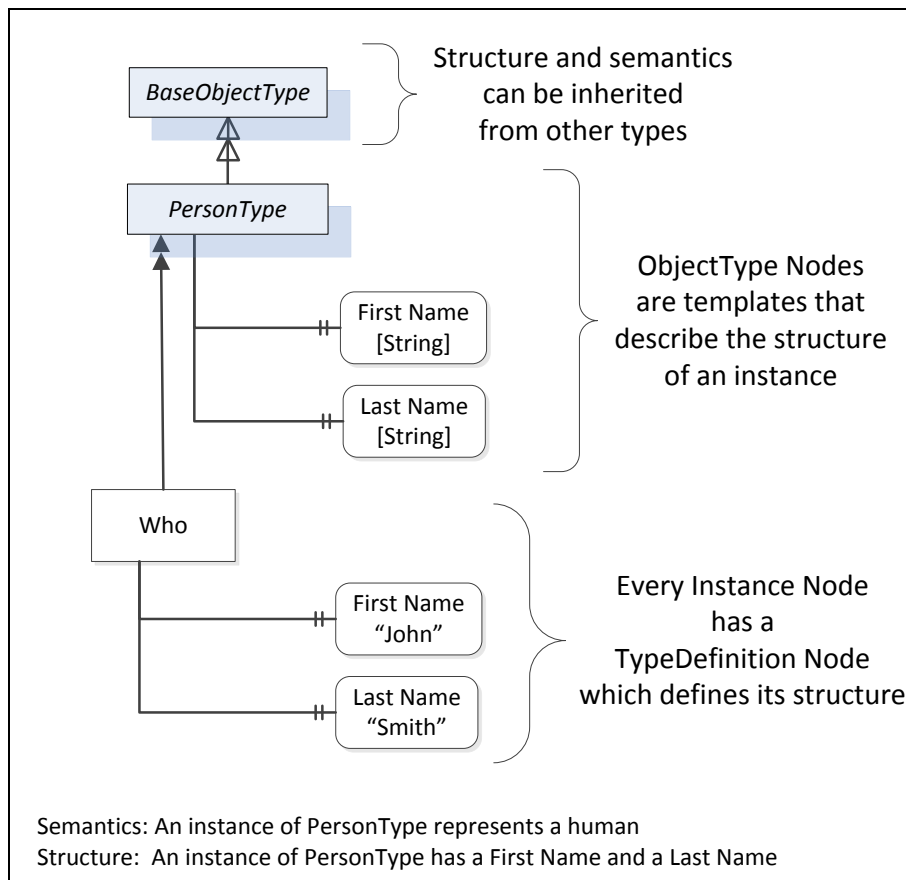 BaseObjectType
Structure and semantics
can be inherited
from other types
PersonType
First Name
[String]
Last Name
[String]
ObjectType Nodes
are templates that
describe the structure
of an instance
Who
First Name
“John”
Last Name
“Smith”
Every Instance Node
has a
TypeDefinition Node
which defines its structure
Semantics: An instance of PersonType represents a human
Structure: An instance of PersonType has a First Name and a Last Name